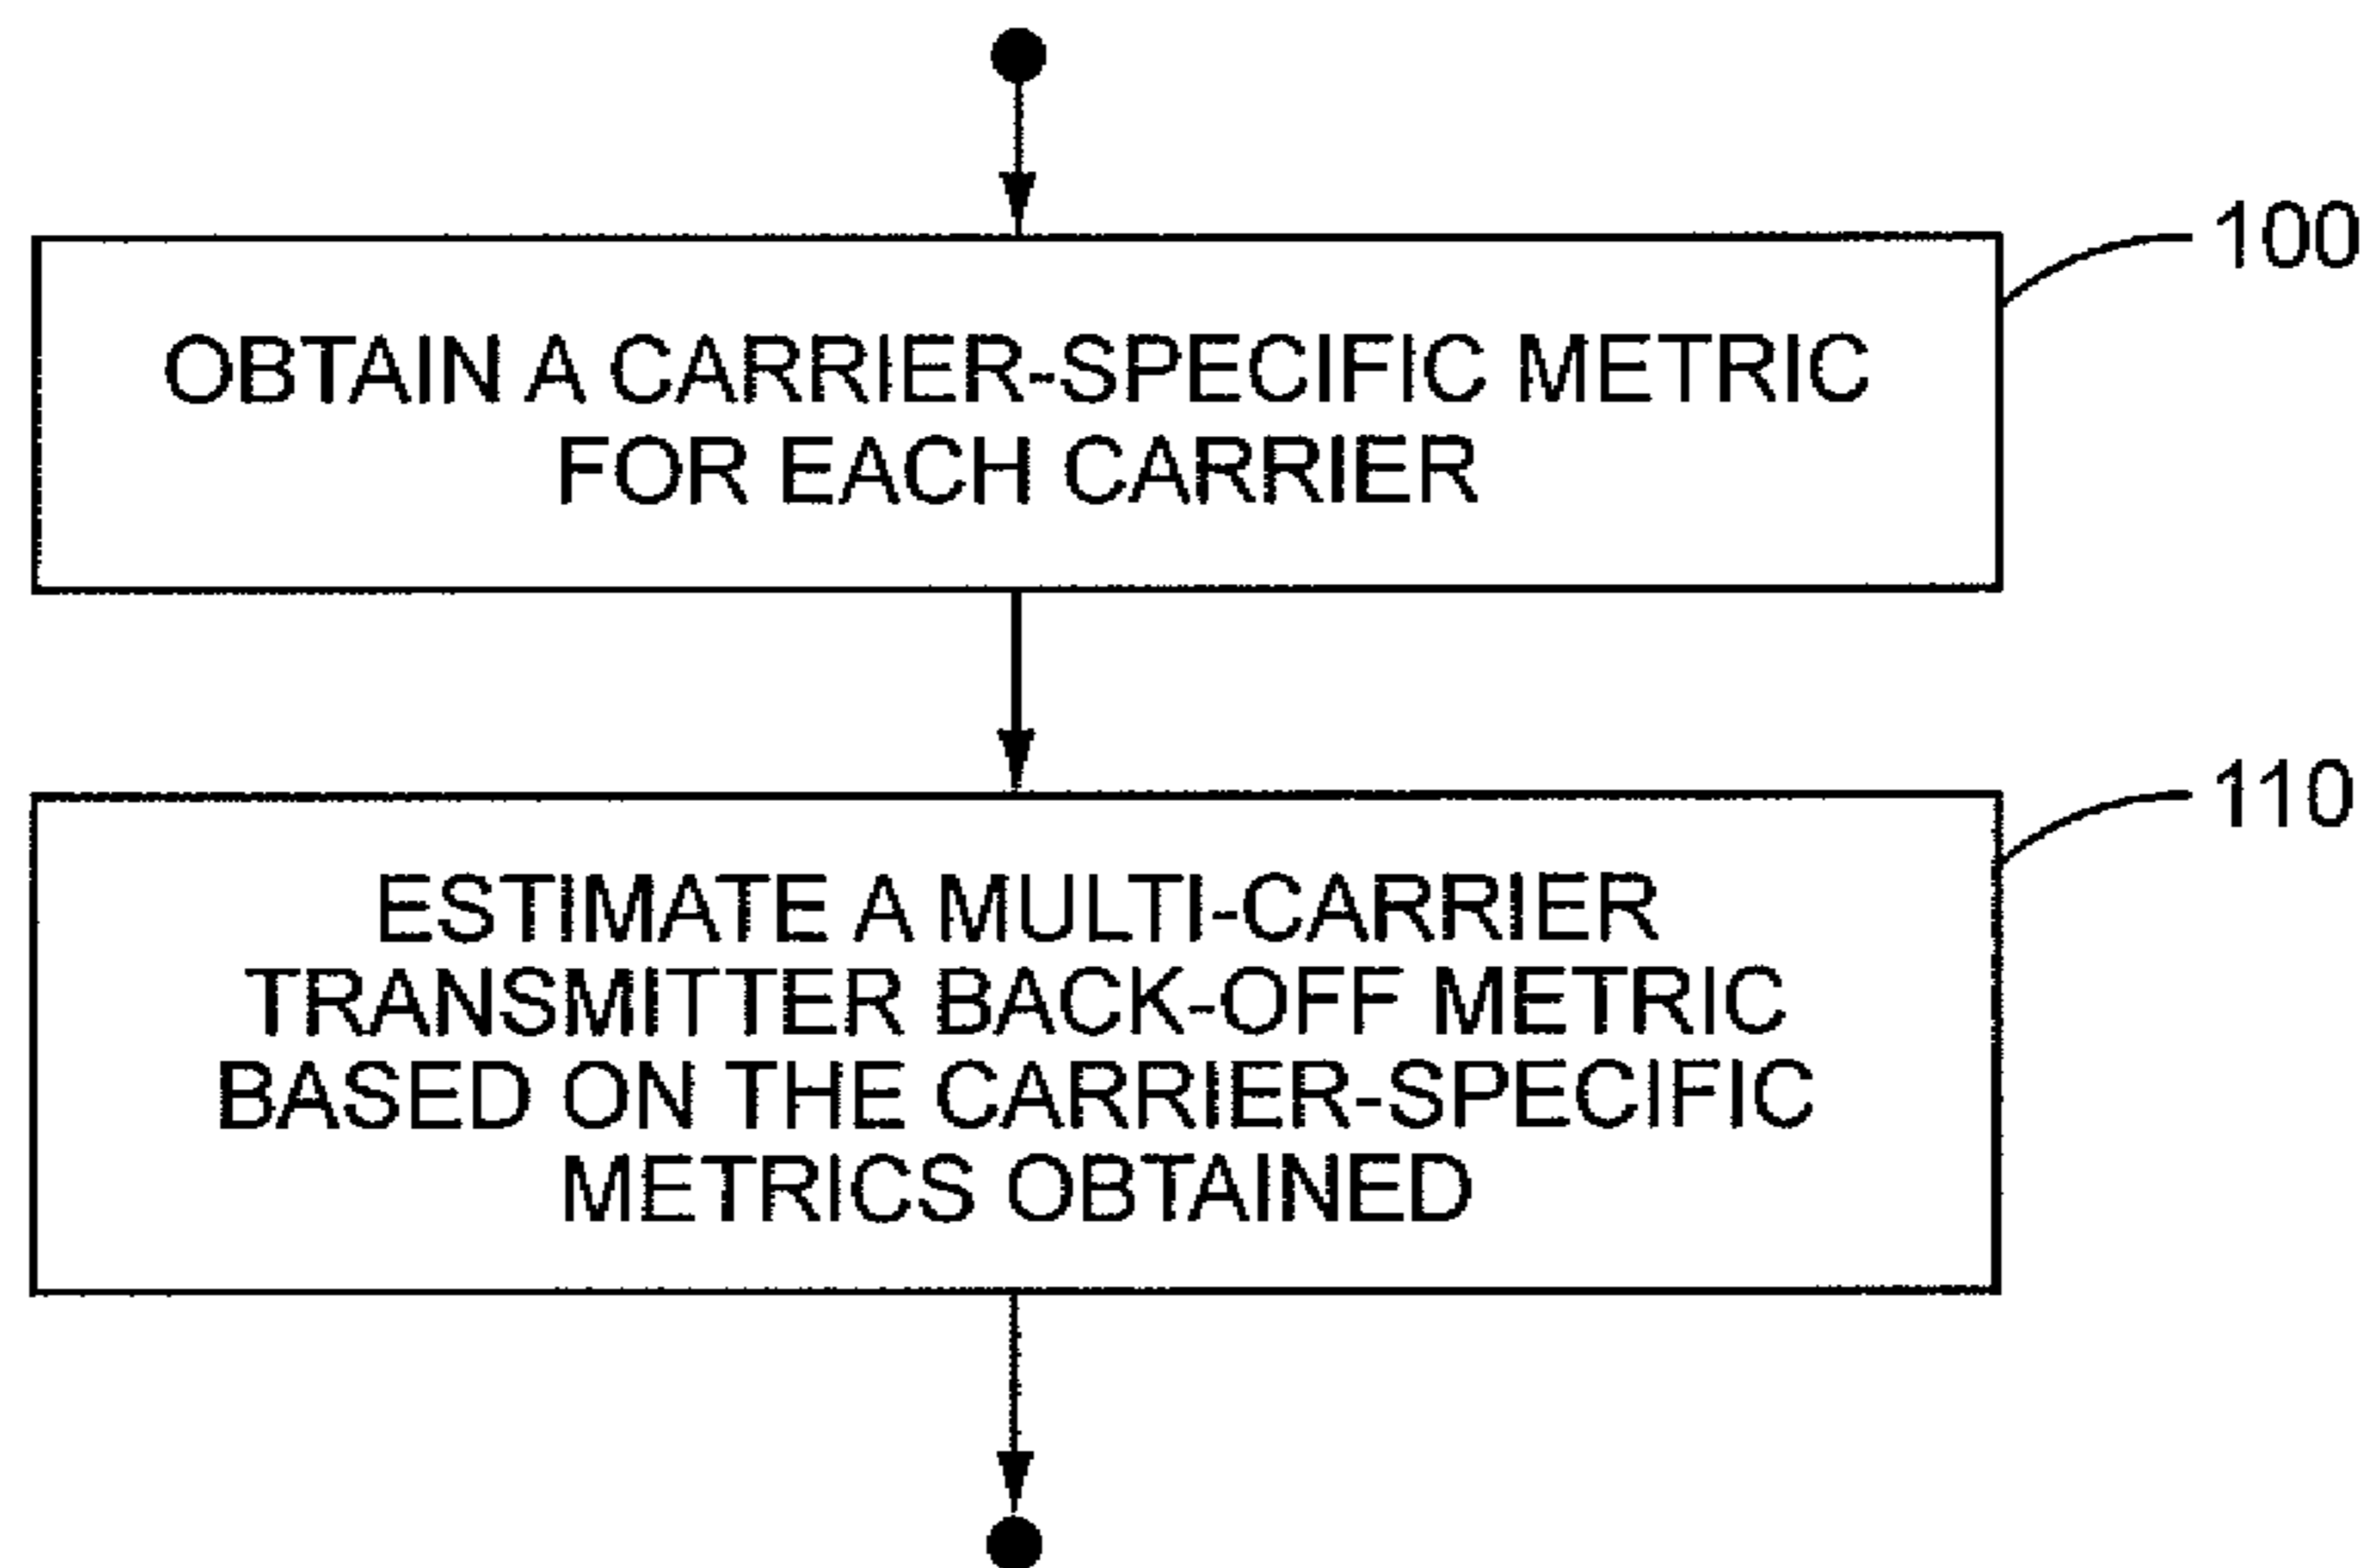 100
OBTAIN A CARRIER-SPECIFIC METRIC
FOR EACH CARRIER
110
ESTIMATE A MULTI-CARRIER
TRANSMITTER BACK-OFF METRIC
BASED ON THE CARRIER-SPECIFIC
METRICS OBTAINED